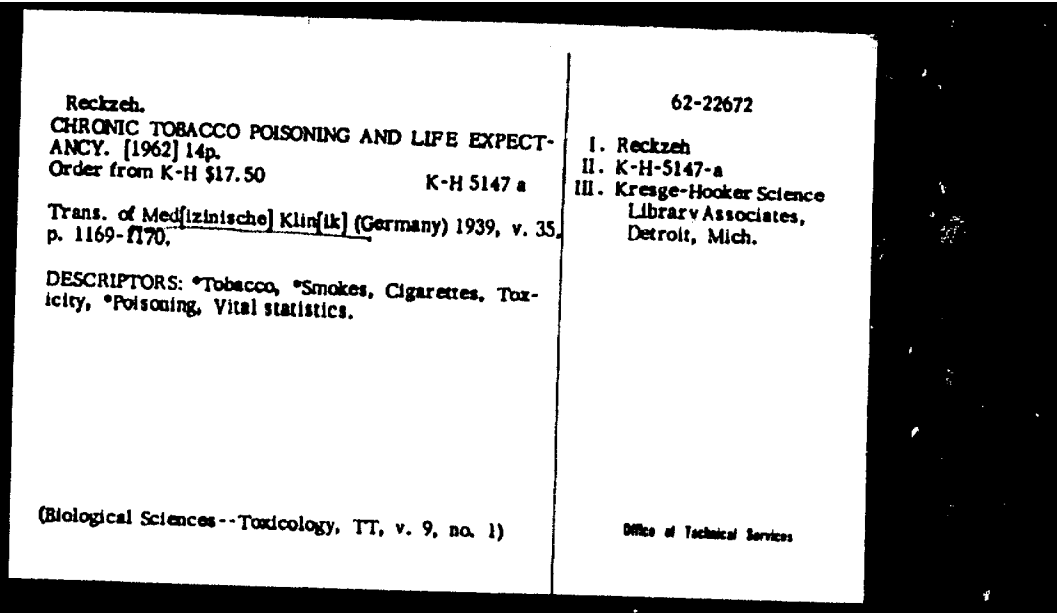 Reckzeh.
CHRONIC TOBACCO POISONING AND LIFE EXPECT-
ANCY. [1962] 14p.
Order from K-H $17.50
K-H 5147 a
Trans. of Med[izinische] Klin[ik] (Germany) 1939, v. 35,
p. 1169-1170.
DESCRIPTORS: *Tobacco, *Smokes, Cigarettes, Tox-
icity, *Poisoning, Vital statistics.
(Biological Sciences--Toxicology, TT, v. 9, no. 1)
62-22672
I. Reckzeh
II. K-H-5147-a
III. Kresge-Hooker Science
Library Associates,
Detroit, Mich.
Office of Technical Services